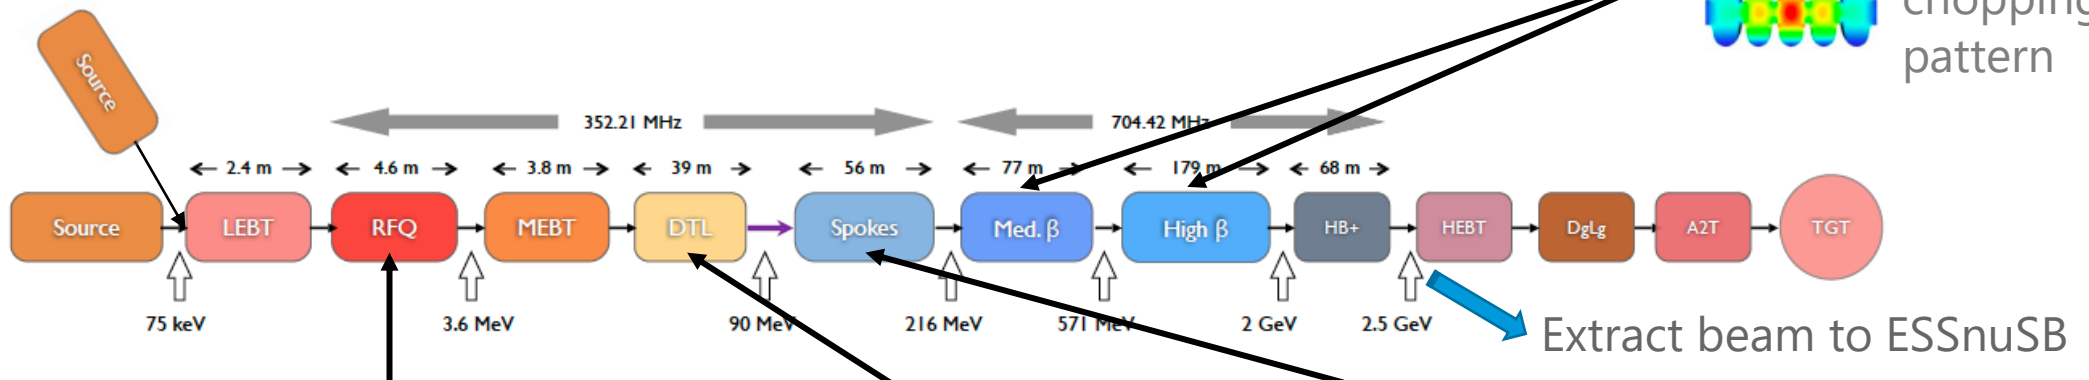 chopping
pattern
Source
352.21 MHz
704.42 MHz
2.4 m
4.6 m
3.8 m
39 m
56 m
77 m
179 m
68 m
Source
LEBT
RFQ
MEBT
DTL
Spokes
Med. β
High β
HB+
HEBT
DgLg
A2T
TGT
75 keV
3.6 MeV
90 MeV
216 MeV
571 MeV
2 GeV
2.5 GeV
Extract beam to ESSnuSB